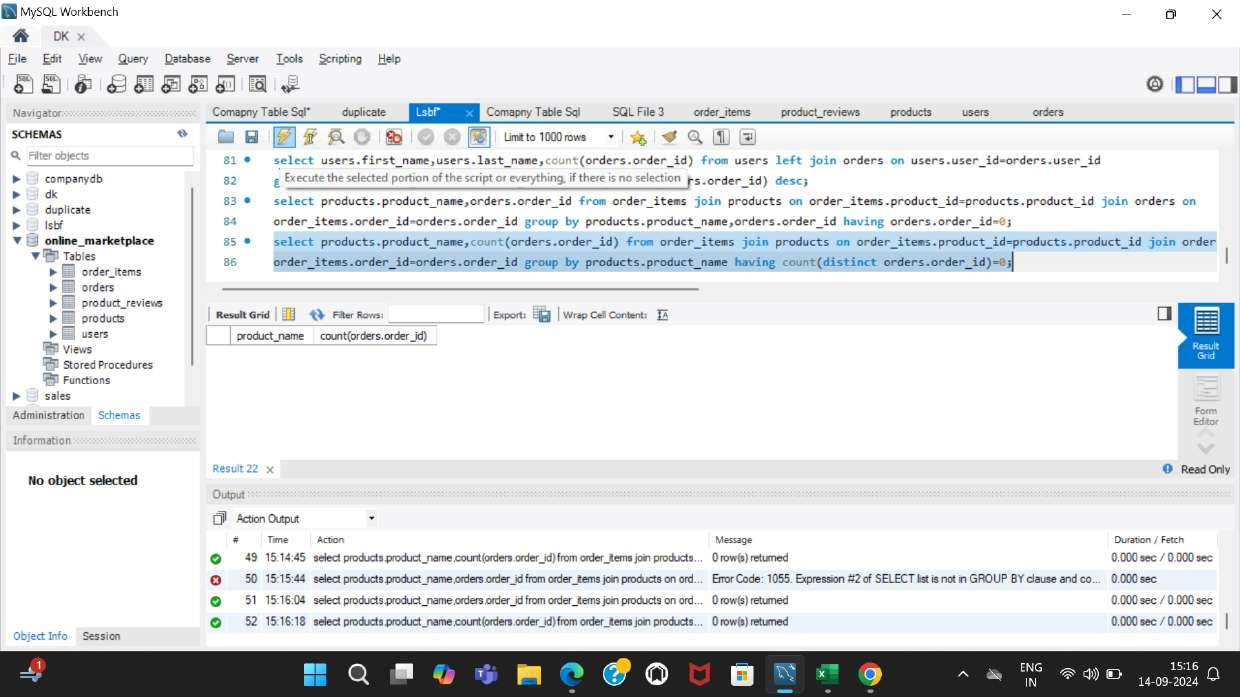 MySQL Workbench
DK
File Edit View Query Database Server Tools Scripting Help
Navigator
SCHEMAS
Filter objects
companydb
dk
duplicate
lsbf
online_marketplace
Tables
order_items
orders
product_reviews
products
users
Views
Stored Procedures
Functions
sales
Administration Schemas
Information
No object selected
Object Info Session
Comapny Table Sql* duplicate Lsbf* Comapny Table Sql SQL File 3 order_items product_reviews products users orders
Limit to 1000 rows
81 select users.first_name,users.last_name,count(orders.order_id) from users left join orders on users.user_id=orders.user_id
Execute the selected portion of the script or everything, if there is no selection
82 g rs.order_id) desc;
83 select products.product_name,orders.order_id from order_items join products on order_items.product_id=products.product_id join orders on
84 order_items.order_id=orders.order_id group by products.product_name,orders.order_id having orders.order_id=0;
85 select products.product_name,count(orders.order_id) from order_items join products on order_items.product_id=products.product_id join order
86 order_items.order_id=orders.order_id group by products.product_name having count(distinct orders.order_id)=0;
Result Grid Filter Rows: Export: Wrap Cell Content:
product_name count(orders.order_id)
Result Grid
Form Editor
Result 22
Read Only
Output
Action Output
# Time Action Message Duration / Fetch
49 15:14:45 select products.product_name,count(orders.order_id) from order_items join products... 0 row(s) returned 0.000 sec / 0.000 sec
50 15:15:44 select products.product_name,orders.order_id from order_items join products on ord... Error Code: 1055. Expression #2 of SELECT list is not in GROUP BY clause and co... 0.000 sec
51 15:16:04 select products.product_name,orders.order_id from order_items join products on ord... 0 row(s) returned 0.000 sec / 0.000 sec
52 15:16:18 select products.product_name,count(orders.order_id) from order_items join products... 0 row(s) returned 0.000 sec / 0.000 sec
1
ENG
IN
15:16
14-09-2024